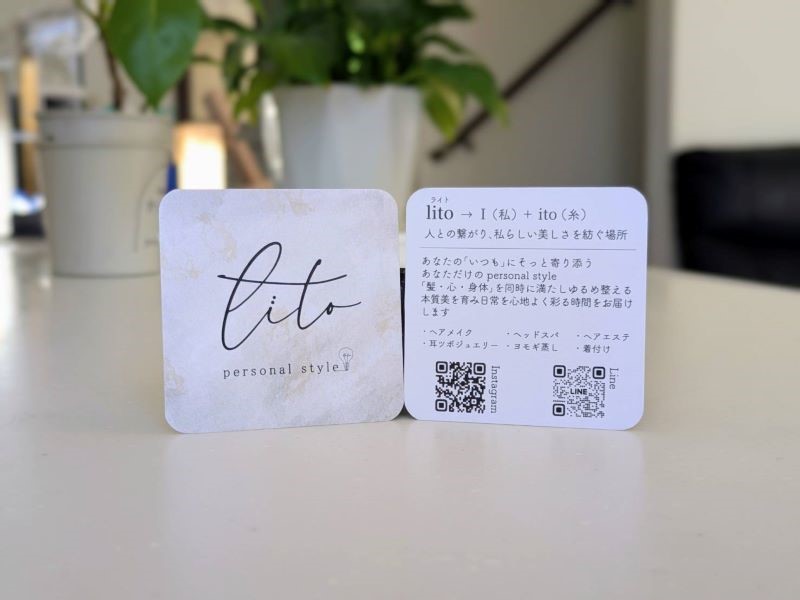 lito
personal style
ライト
lito → I（私）+ ito（糸）
人との繋がり、私らしい美しさを紡ぐ場所
あなたの「いつも」にそっと寄り添う
あなただけの personal style
「髪・心・身体」を同時に満たしゆるめ整える
本質美を育み日常を心地よく彩る時間をお届け
します
・ヘアメイク ・ヘッドスパ ・ヘアエステ
・耳ツボジュエリー ・ヨモギ蒸し ・着付け
Instagram
LINE
Line